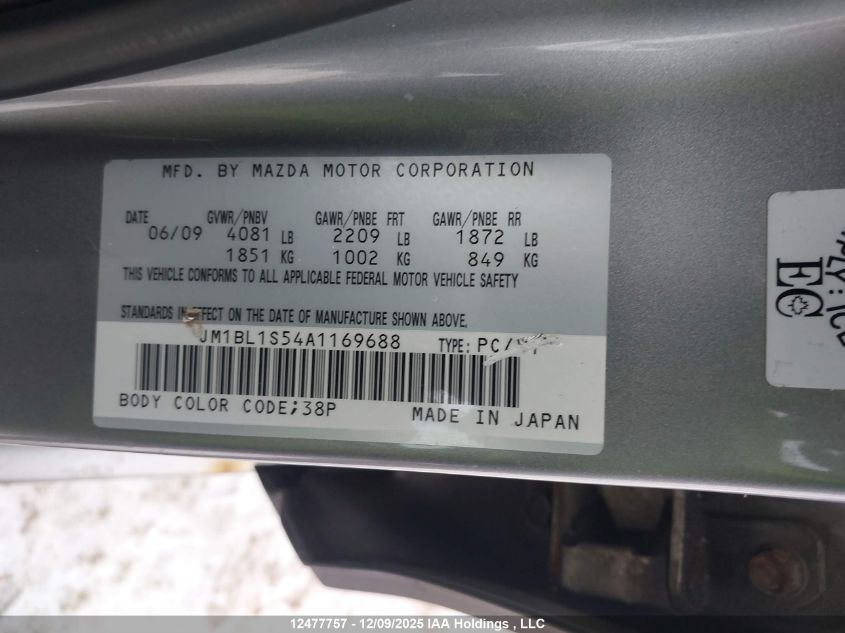 MFD. BY MAZDA MOTOR CORPORATION
DATE GVWR/PNBV GAWR/PNBE FRT GAWR/PNBE RR
06/09 4081 LB 2209 LB 1872 LB
1851 KG 1002 KG 849 KG
THIS VEHICLE CONFORMS TO ALL APPLICABLE FEDERAL MOTOR VEHICLE SAFETY
STANDARDS IN EFFECT ON THE DATE OF MANUFACTURE SHOWN ABOVE.
JM1BL1S54A1169688 TYPE:PC/
BODY COLOR CODE;38P MADE IN JAPAN
EC
12477757 - 12/09/2025 IAA Holdings , LLC